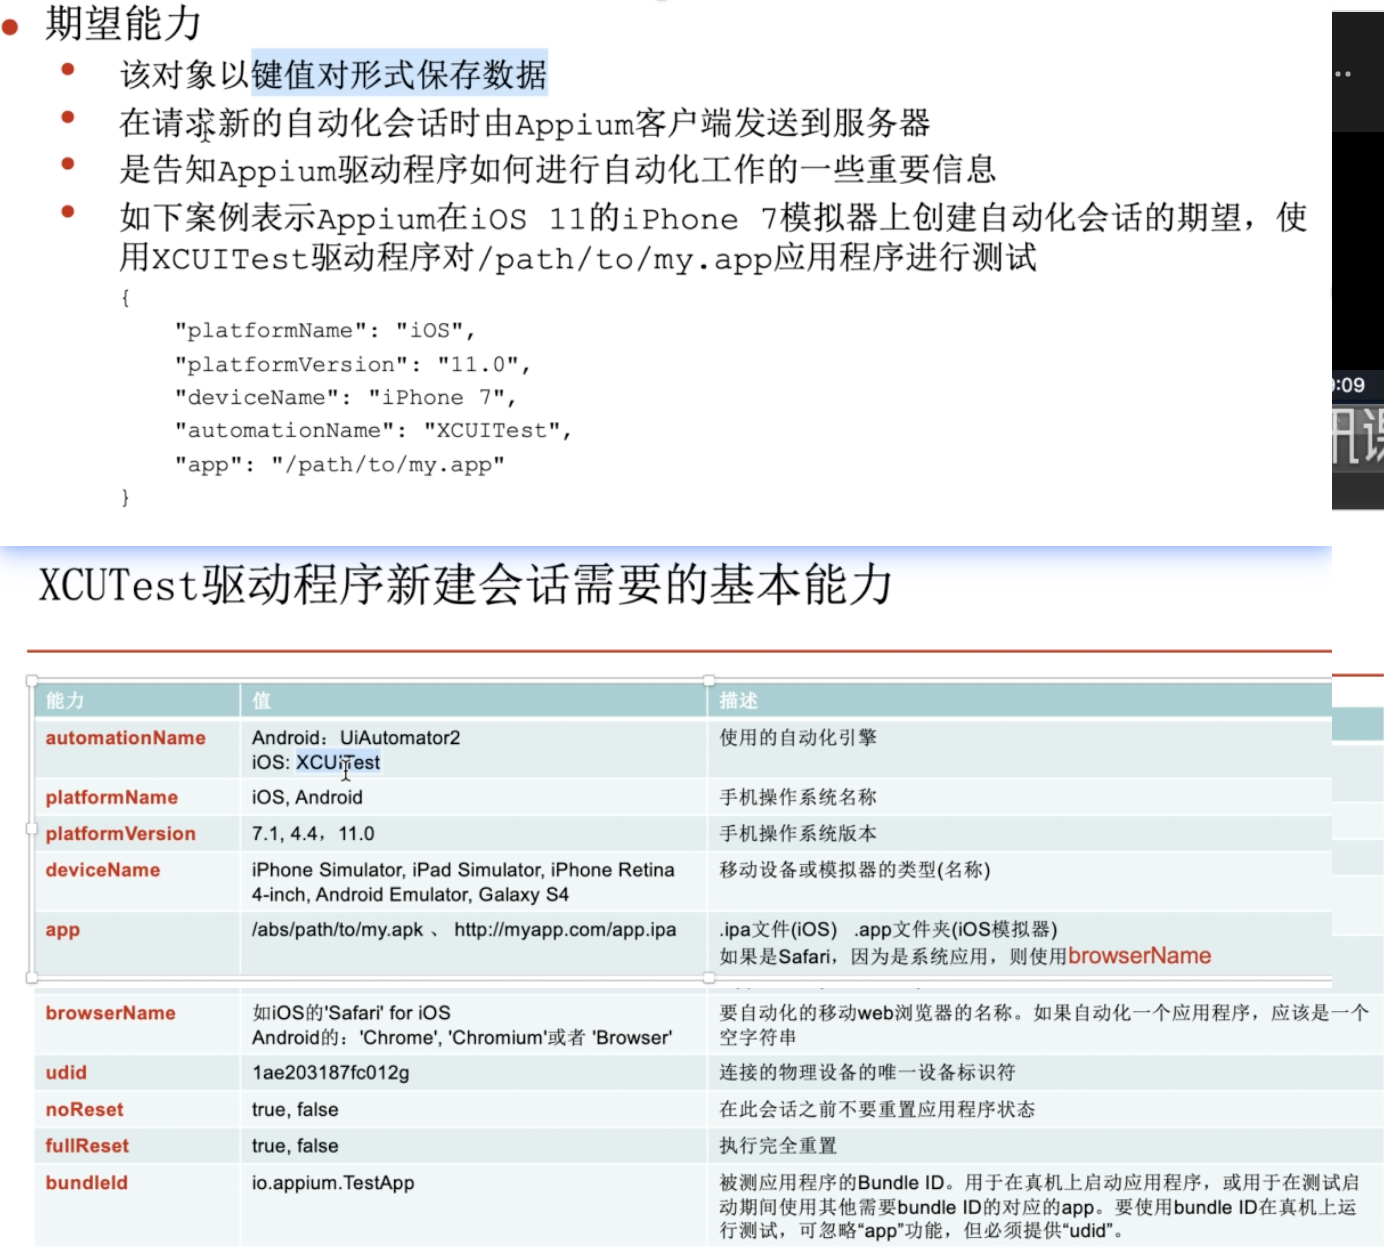 期望能力
该对象以键值对形式保存数据
在请求新的自动化会话时由Appium客户端发送到服务器
是告知Appium驱动程序如何进行自动化工作的一些重要信息
如下案例表示Appium在iOS 11的iPhone 7模拟器上创建自动化会话的期望，使
用XCUITest驱动程序对/path/to/my.app应用程序进行测试
{
"platformName": "iOS",
"platformVersion": "11.0",
"deviceName": "iPhone 7",
"automationName": "XCUITest",
"app": "/path/to/my.app"
}
:09
XCUTest驱动程序新建会话需要的基本能力
能力 值 描述
automationName Android：UiAutomator2 使用的自动化引擎
iOS: XCUiTest
platformName iOS, Android 手机操作系统名称
platformVersion 7.1, 4.4，11.0 手机操作系统版本
deviceName iPhone Simulator, iPad Simulator, iPhone Retina 移动设备或模拟器的类型(名称)
4-inch, Android Emulator, Galaxy S4
app /abs/path/to/my.apk 、 http://myapp.com/app.ipa .ipa文件(iOS) .app文件夹(iOS模拟器)
如果是Safari，因为是系统应用，则使用browserName
browserName 如iOS的'Safari' for iOS 要自动化的移动web浏览器的名称。如果自动化一个应用程序，应该是一个
Android的：'Chrome', 'Chromium'或者 'Browser' 空字符串
udid 1ae203187fc012g 连接的物理设备的唯一设备标识符
noReset true, false 在此会话之前不要重置应用程序状态
fullReset true, false 执行完全重置
bundleId io.appium.TestApp 被测应用程序的Bundle ID。用于在真机上启动应用程序，或用于在测试启
动期间使用其他需要bundle ID的对应的app。要使用bundle ID在真机上运
行测试，可忽略“app”功能，但必须提供“udid”。